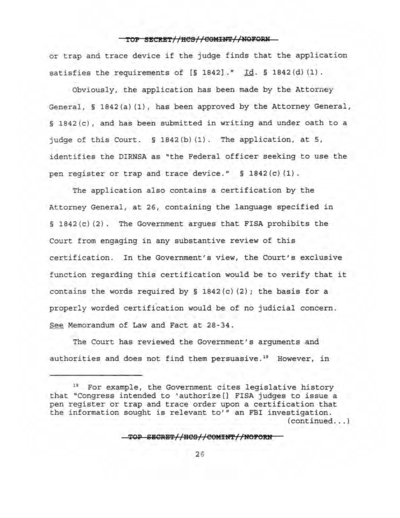 TOP SECRET//HCS//COMINT//NOFORN
or trap and trace device if the judge finds that the application
satisfies the requirements of [§ 1842]." Id. § 1842(d)(1).
Obviously, the application has been made by the Attorney
General, § 1842(a)(1), has been approved by the Attorney General,
§ 1842(c), and has been submitted in writing and under oath to a
judge of this Court. § 1842(b)(1). The application, at 5,
identifies the DIRNSA as "the Federal officer seeking to use the
pen register or trap and trace device." § 1842(c)(1).
The application also contains a certification by the
Attorney General, at 26, containing the language specified in
§ 1842(c)(2). The Government argues that FISA prohibits the
Court from engaging in any substantive review of this
certification. In the Government's view, the Court's exclusive
function regarding this certification would be to verify that it
contains the words required by § 1842(c)(2); the basis for a
properly worded certification would be of no judicial concern.
See Memorandum of Law and Fact at 28-34.
The Court has reviewed the Government's arguments and
authorities and does not find them persuasive.18 However, in
18 For example, the Government cites legislative history
that "Congress intended to 'authorize[] FISA judges to issue a
pen register or trap and trace order upon a certification that
the information sought is relevant to'" an FBI investigation.
(continued...)
TOP SECRET//HCS//COMINT//NOFORN
26